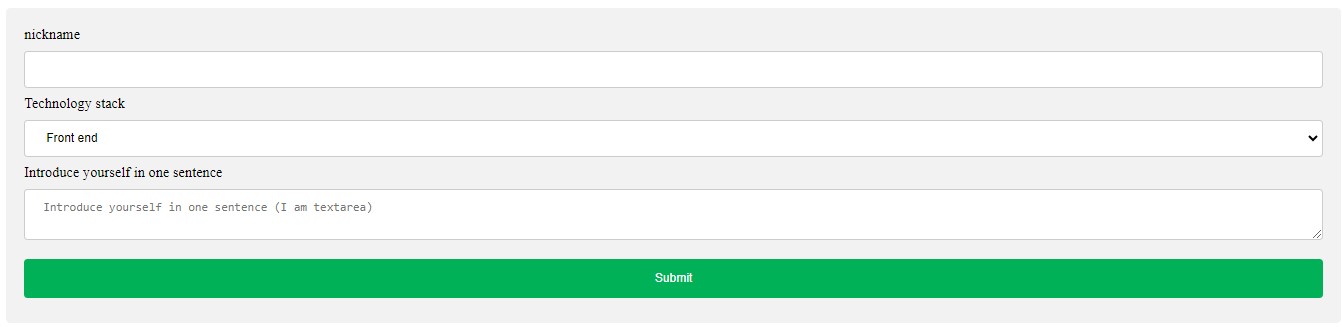 nickname
Technology stack
Front end
Introduce yourself in one sentence
Introduce yourself in one sentence (I am textarea)
Submit